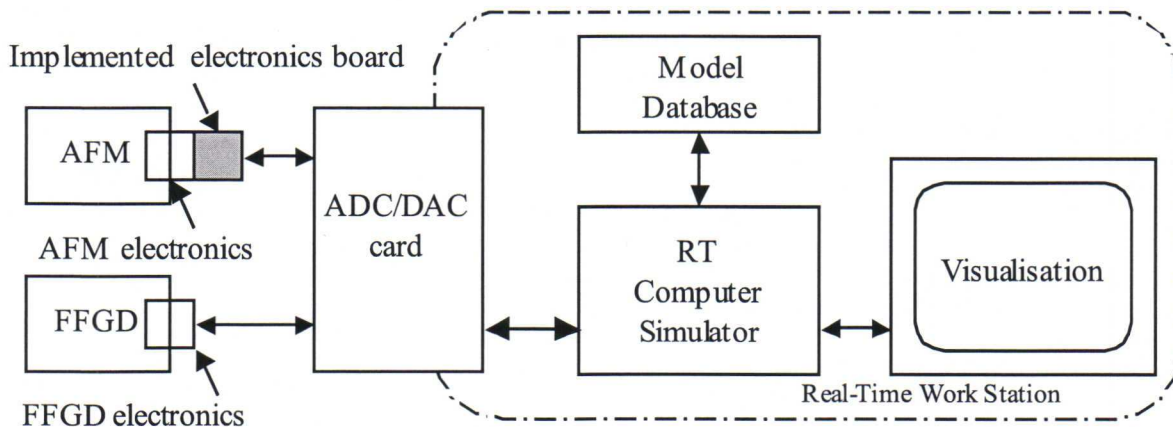 Implemented electronics board
AFM
AFM electronics
FFGD
FFGD electronics
ADC/DAC
card
Model
Database
RT
Computer
Simulator
Visualisation
Real-Time Work Station